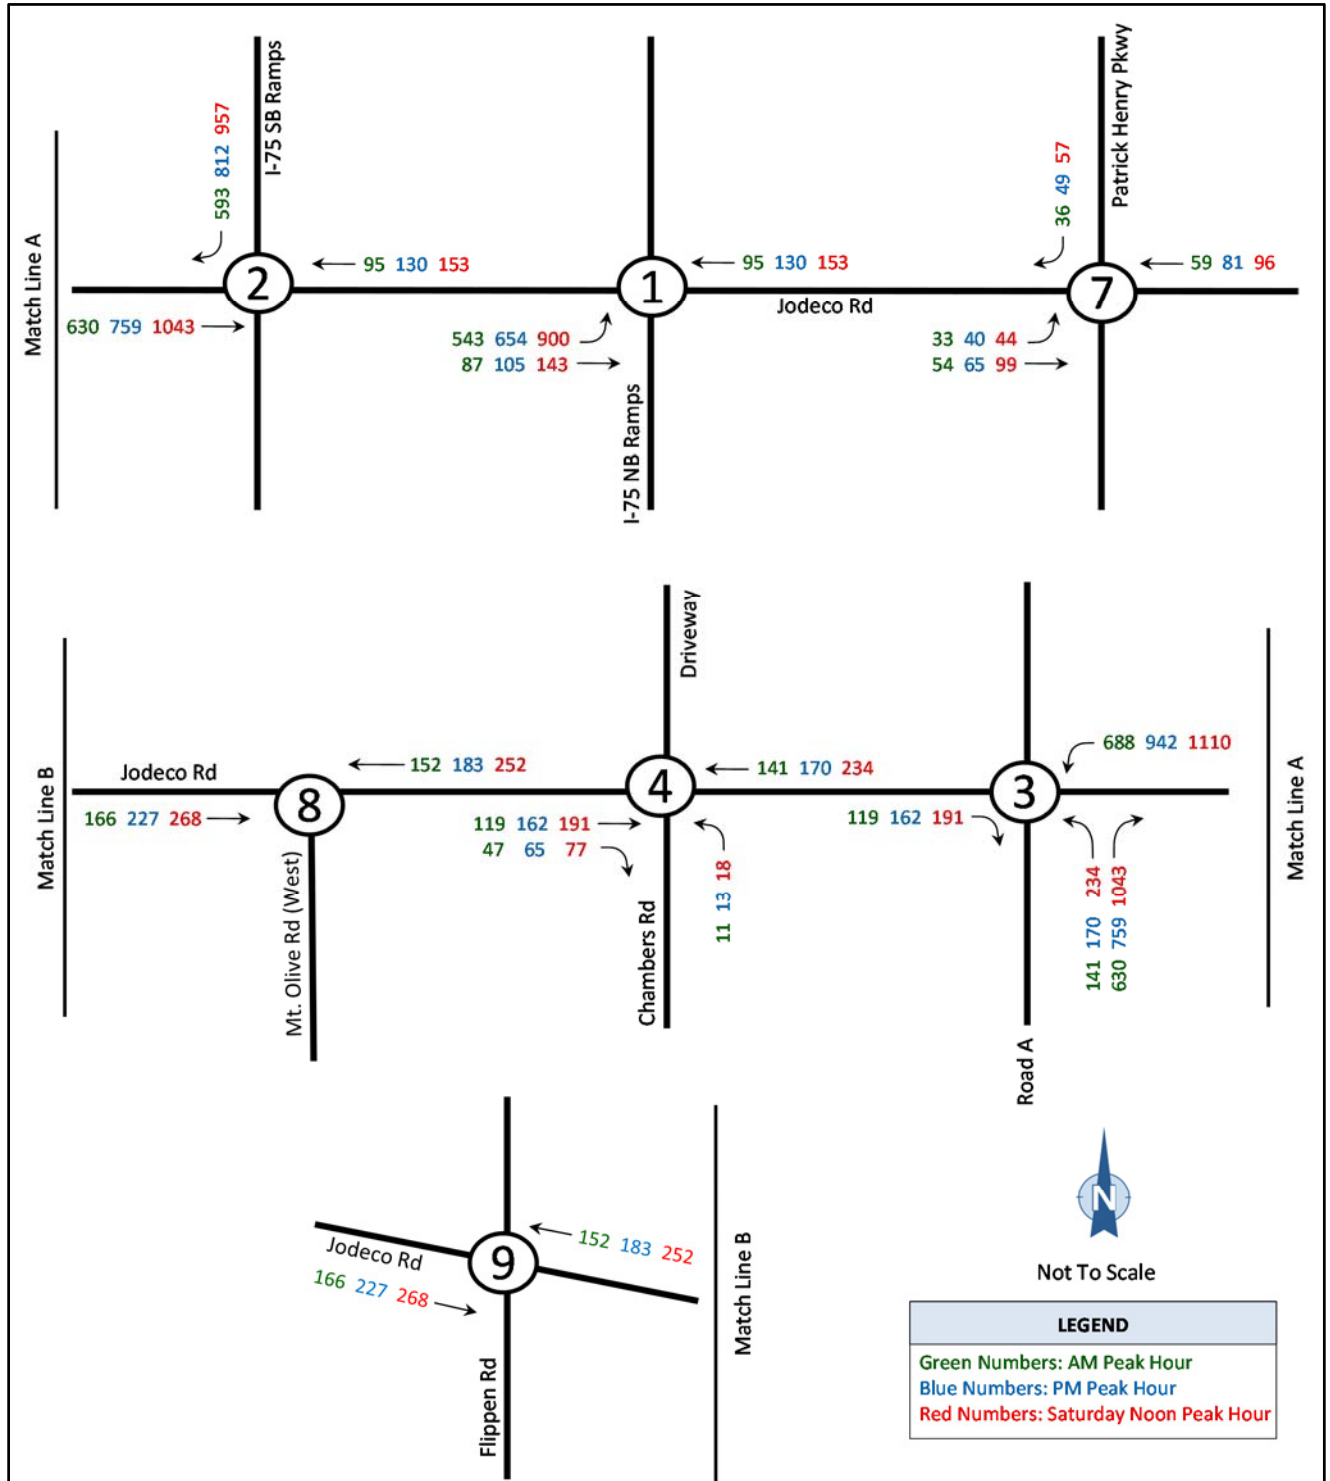 I-75 SB Ramps
Patrick Henry Pkwy
593 812 957
36 49 57
Match Line A
95 130 153
95 130 153
59 81 96
2
1
7
Jodeco Rd
630 759 1043
543 654 900
87 105 143
33 40 44
54 65 99
I-75 NB Ramps
Driveway
688 942 1110
152 183 252
141 170 234
Jodeco Rd
8
4
3
Match Line B
Match Line A
166 227 268
119 162 191
47 65 77
119 162 191
11 13 18
141 170 234
630 759 1043
Mt. Olive Rd (West)
Chambers Rd
Road A
152 183 252
Jodeco Rd
9
166 227 268
Match Line B
Flippen Rd
N
Not To Scale
LEGEND
Green Numbers: AM Peak Hour
Blue Numbers: PM Peak Hour
Red Numbers: Saturday Noon Peak Hour